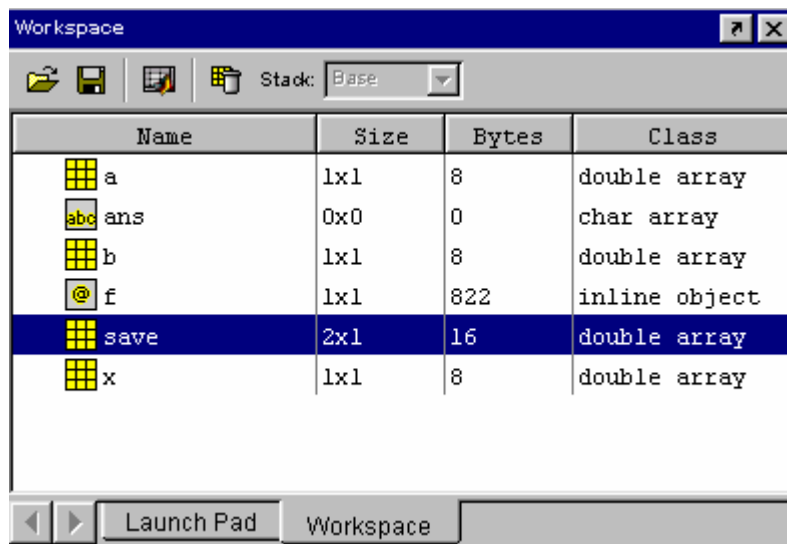 Workspace
Stack: Base
Name Size Bytes Class
a 1x1 8 double array
abc ans 0x0 0 char array
b 1x1 8 double array
@ f 1x1 822 inline object
save 2x1 16 double array
x 1x1 8 double array
Launch Pad Workspace